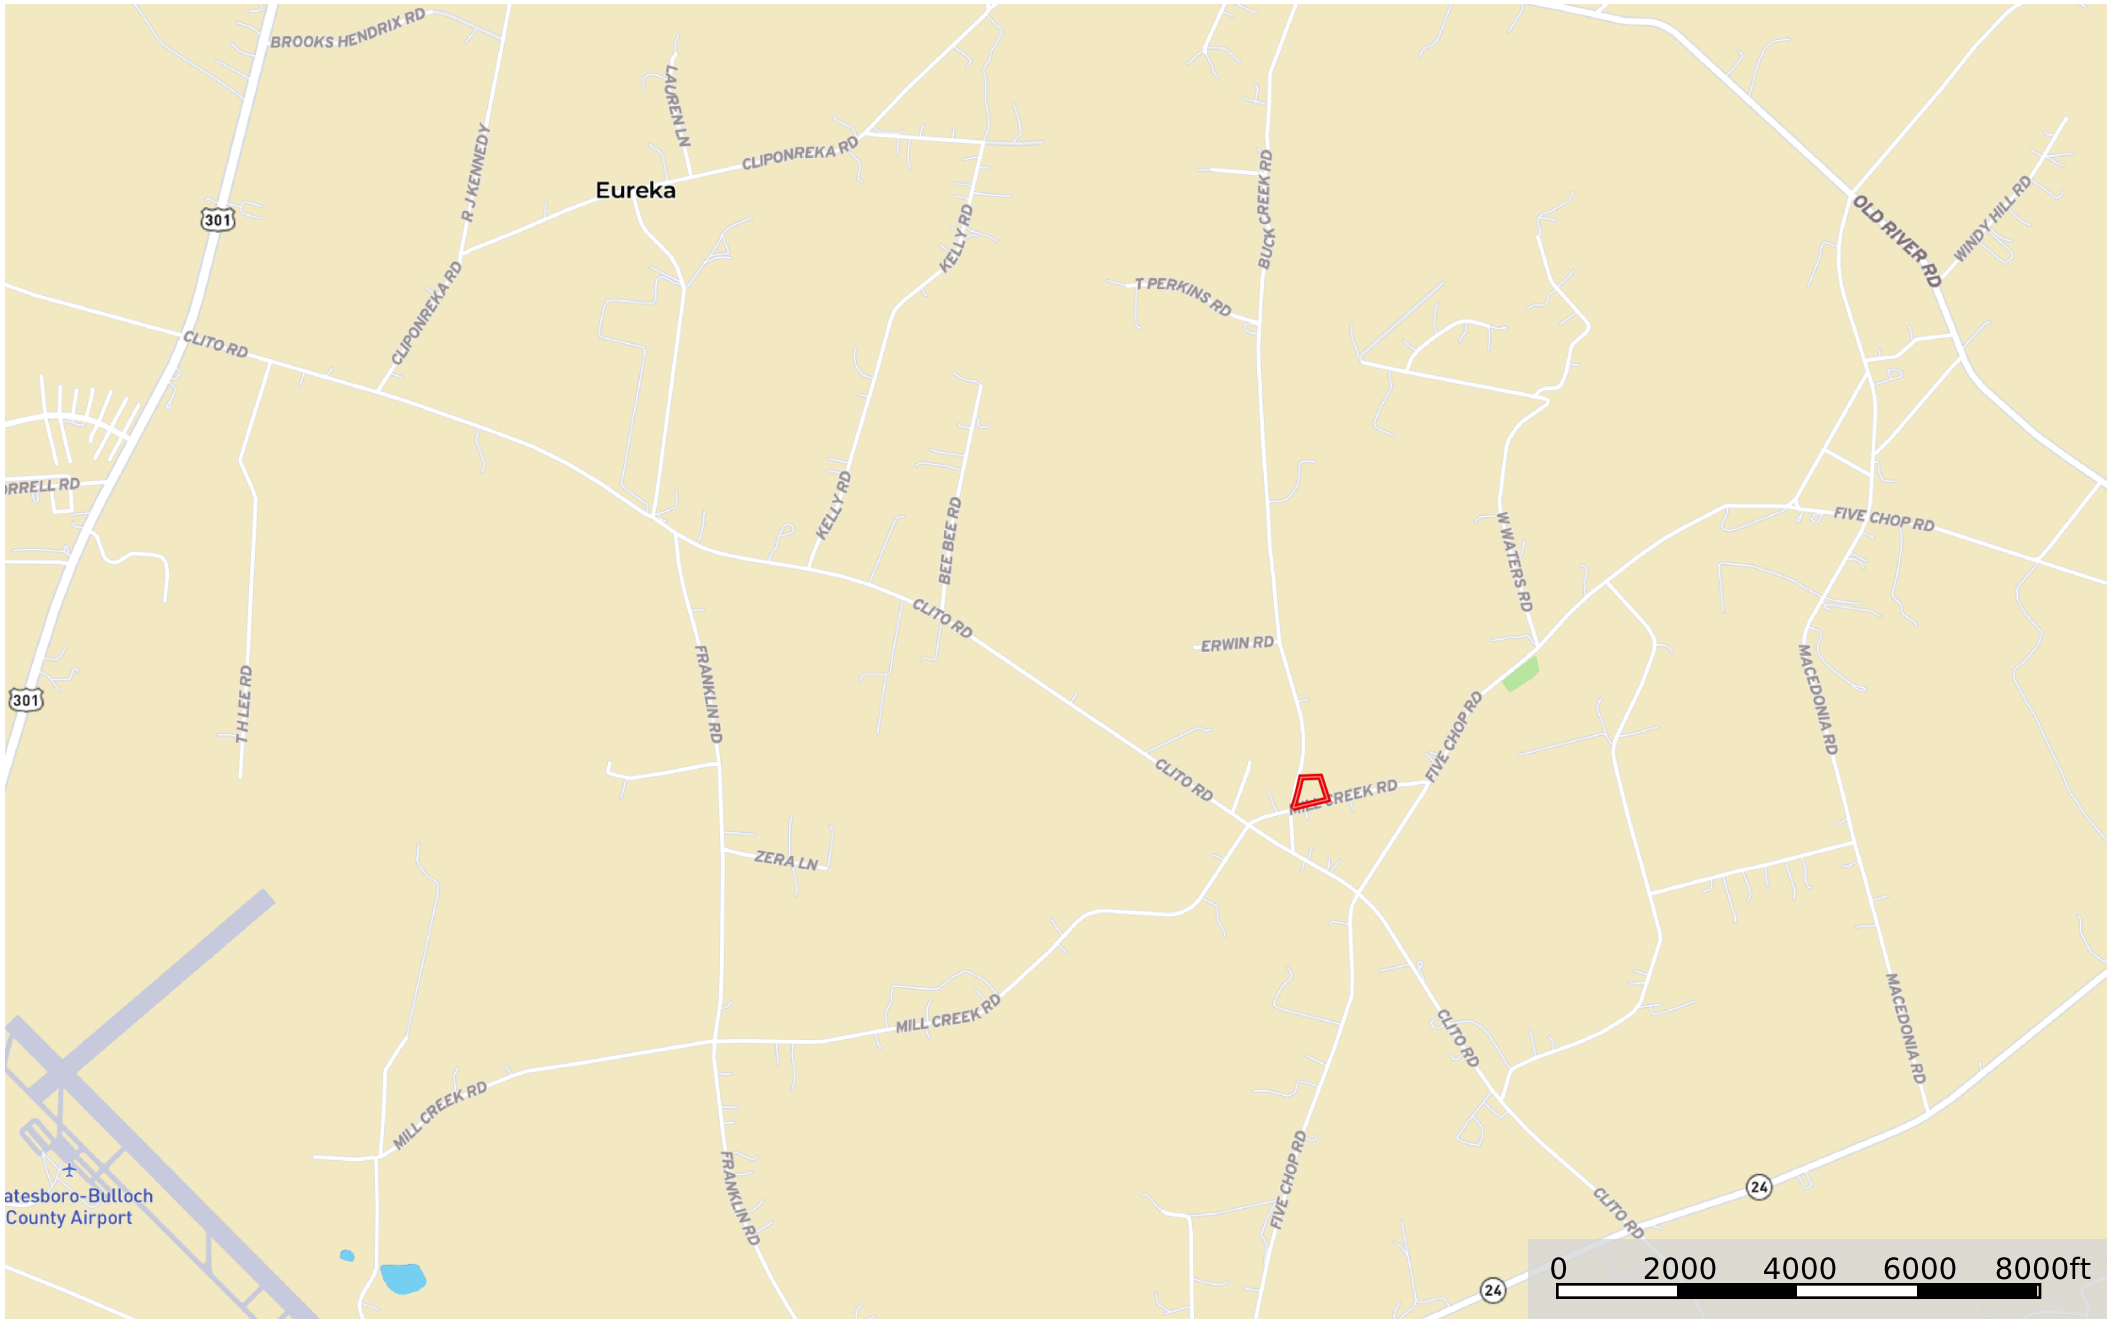 BROOKS HENDRIX RD
LAUREN LN
R J KENNEDY
CLIPONREKA RD
Eureka
BUCK CREEK RD
OLD RIVER RD
WINDY HILL RD
301
KELLY RD
T PERKINS RD
CLIPONREKA RD
CLITO RD
ORRELL RD
KELLY RD
BEE BEE RD
W WATERS RD
FIVE CHOP RD
CLITO RD
ERWIN RD
FRANKLIN RD
MACEDONIA RD
301
T H LEE RD
FIVE CHOP RD
CLITO RD
MILL CREEK RD
ZERA LN
MILL CREEK RD
CLITO RD
MACEDONIA RD
MILL CREEK RD
FRANKLIN RD
FIVE CHOP RD
atesboro-Bulloch
County Airport
24
CLITO RD
24
0 2000 4000 6000 8000ft